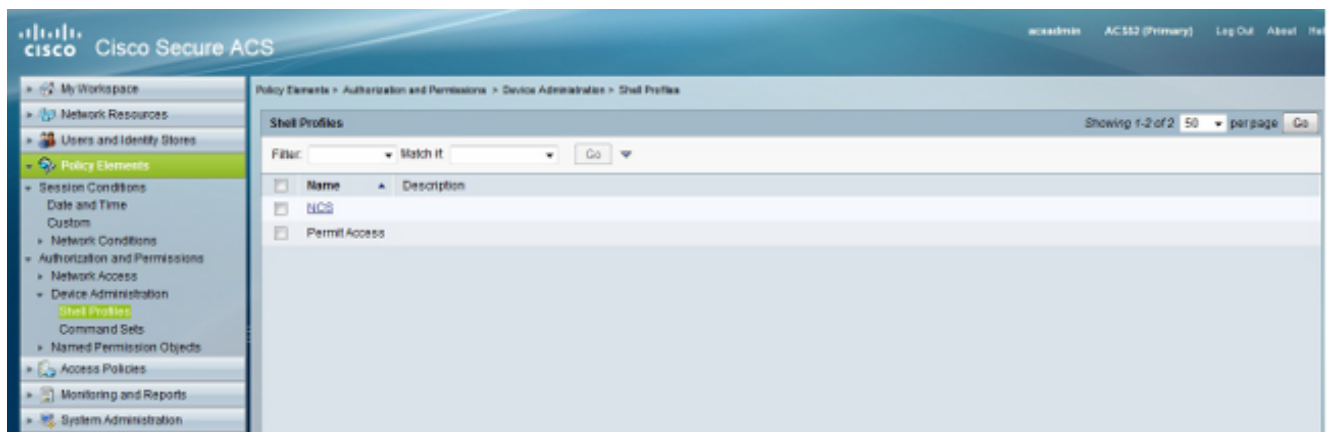 CISCO Cisco Secure ACS
acsadmin ACS52 (Primary) Log Out About Hel
My Workspace
Network Resources
Users and Identity Stores
Policy Elements
Session Conditions
Date and Time
Custom
Network Conditions
Authorization and Permissions
Network Access
Device Administration
Shell Profiles
Command Sets
Named Permission Objects
Access Policies
Monitoring and Reports
System Administration
Policy Elements > Authorization and Permissions > Device Administration > Shell Profiles
Shell Profiles
Showing 1-2 of 2 50 per page Go
Filter: Match if: Go
Name Description
NCS
Permit Access